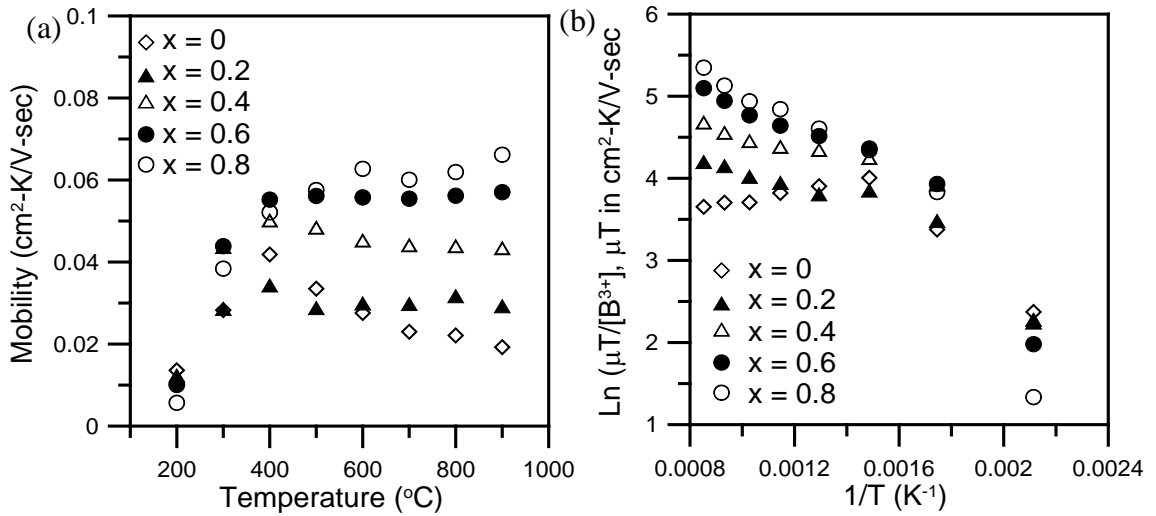 (a)
0.1
0.08
0.06
0.04
0.02
0
Mobility (cm²-K/V-sec)
x = 0
x = 0.2
x = 0.4
x = 0.6
x = 0.8
200 400 600 800 1000
Temperature (°C)
(b)
6
5
4
3
2
1
Ln (μT/[B³⁺], μT in cm²-K/V-sec
x = 0
x = 0.2
x = 0.4
x = 0.6
x = 0.8
0.0008 0.0012 0.0016 0.002 0.0024
1/T (K⁻¹)